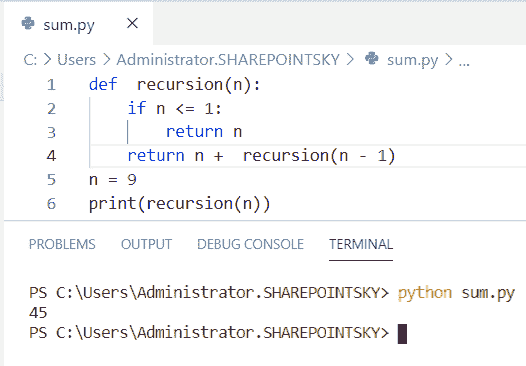 sum.py ×
C: > Users > Administrator.SHAREPOINTSKY > sum.py > ...
1 def  recursion(n):
2     if n <= 1:
3         return n
4     return n +  recursion(n - 1)
5 n = 9
6 print(recursion(n))
PROBLEMS OUTPUT DEBUG CONSOLE TERMINAL
PS C:\Users\Administrator.SHAREPOINTSKY> python sum.py
45
PS C:\Users\Administrator.SHAREPOINTSKY>